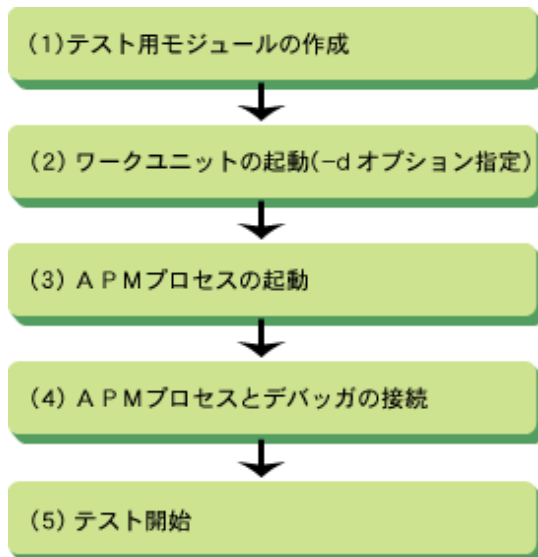 (1)テスト用モジュールの作成
(2) ワークユニットの起動(-d オプション指定)
(3) APMプロセスの起動
(4) APMプロセスとデバッガの接続
(5) テスト開始